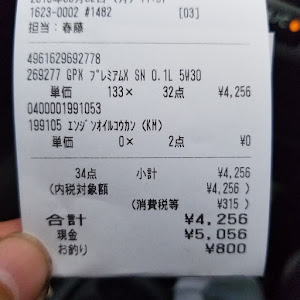 1623-0002 #1482 [03]
担当：春藤
4961629692778
269277 GPX プレミアムX SN 0.1L 5W30
単価 133× 32点 ¥4,256
0400001991053
199105 エンジンオイルコウカン (KH)
単価 0× 2点 ¥0
34点 小計 ¥4,256
(内税対象額 ¥4,256 )
(消費税等 ¥315 )
合計 ¥4,256
現金 ¥5,056
お釣り ¥800